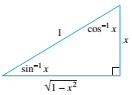 1
cos⁻¹ x
x
sin⁻¹ x
√1 − x²